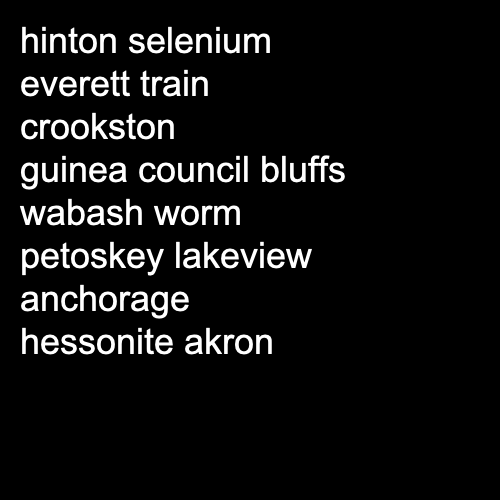 hinton selenium
everett train
crookston
guinea council bluffs
wabash worm
petoskey lakeview
anchorage
hessonite akron